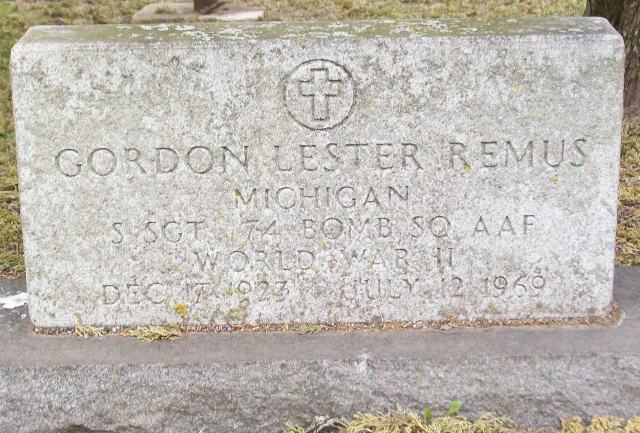 GORDON LESTER REMUS
MICHIGAN
S SGT 74 BOMB SQ AAF
WORLD WAR II
DEC 17 1923 JULY 12 1969